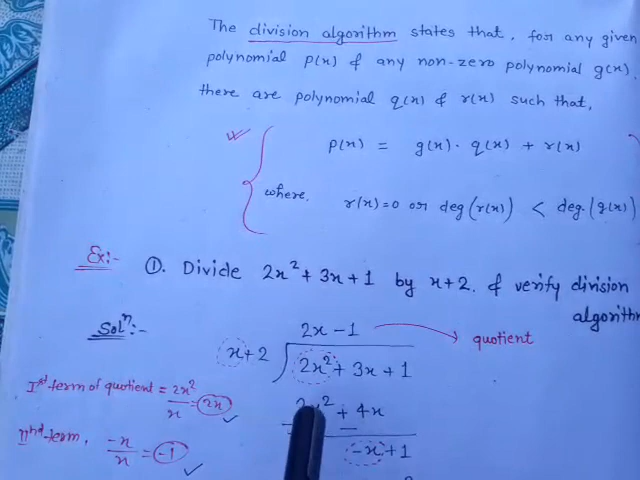 The division algorithm states that, for any given
polynomial p(x) & any non-zero polynomial g(x),
there are polynomial q(x) & r(x) such that,
p(x) = g(x). q(x) + r(x)
where, r(x)=0 or deg(r(x)) < deg.(g(x))
Ex:- ①. Divide 2x² + 3x + 1 by x+2. & verify division
algorithm
Solⁿ:-
2x - 1 → quotient
x+2 2x² + 3x + 1
Iˢᵗ term of quotient = 2x²/x = 2x
+ 4x
IIⁿᵈ term, -x/x = -1
-x + 1